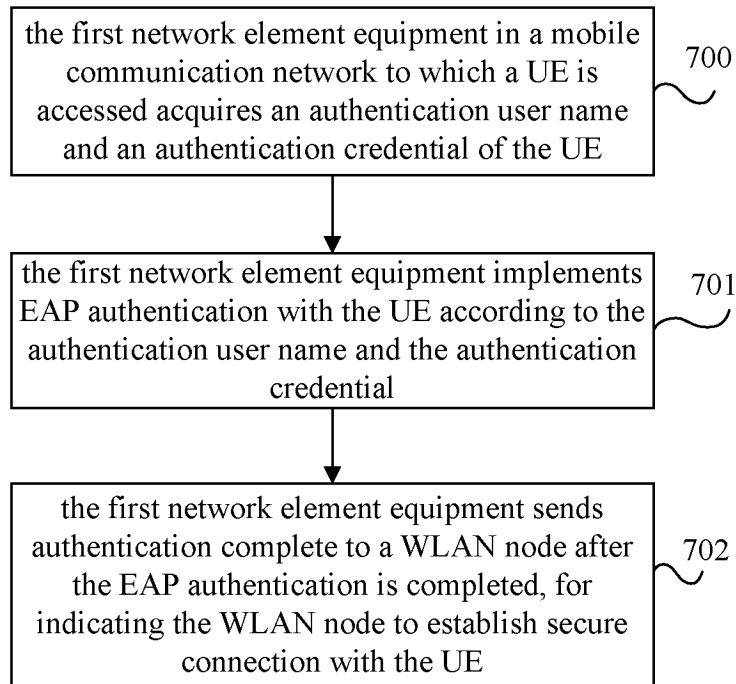 the first network element equipment in a mobile
communication network to which a UE is
accessed acquires an authentication user name
and an authentication credential of the UE
700
the first network element equipment implements
EAP authentication with the UE according to the
authentication user name and the authentication
credential
701
the first network element equipment sends
authentication complete to a WLAN node after
the EAP authentication is completed, for
indicating the WLAN node to establish secure
connection with the UE
702